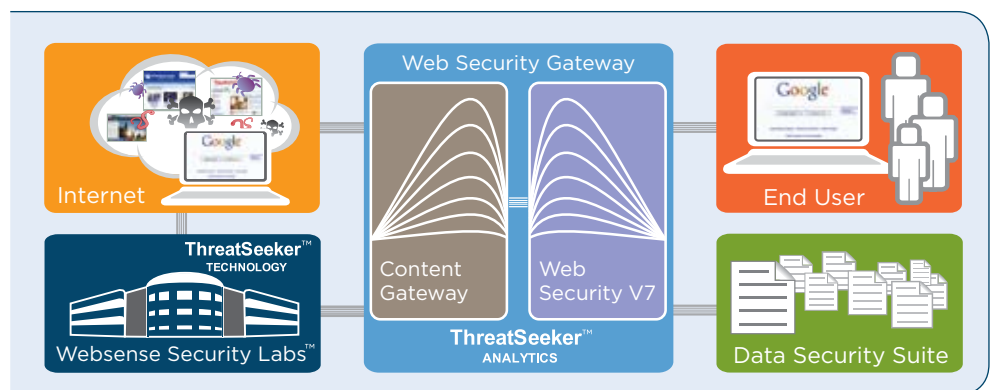 Google
Internet
ThreatSeeker™
TECHNOLOGY
Websense Security Labs™
Web Security Gateway
Content
Gateway
Web
Security V7
ThreatSeeker™
ANALYTICS
Google
End User
Data Security Suite